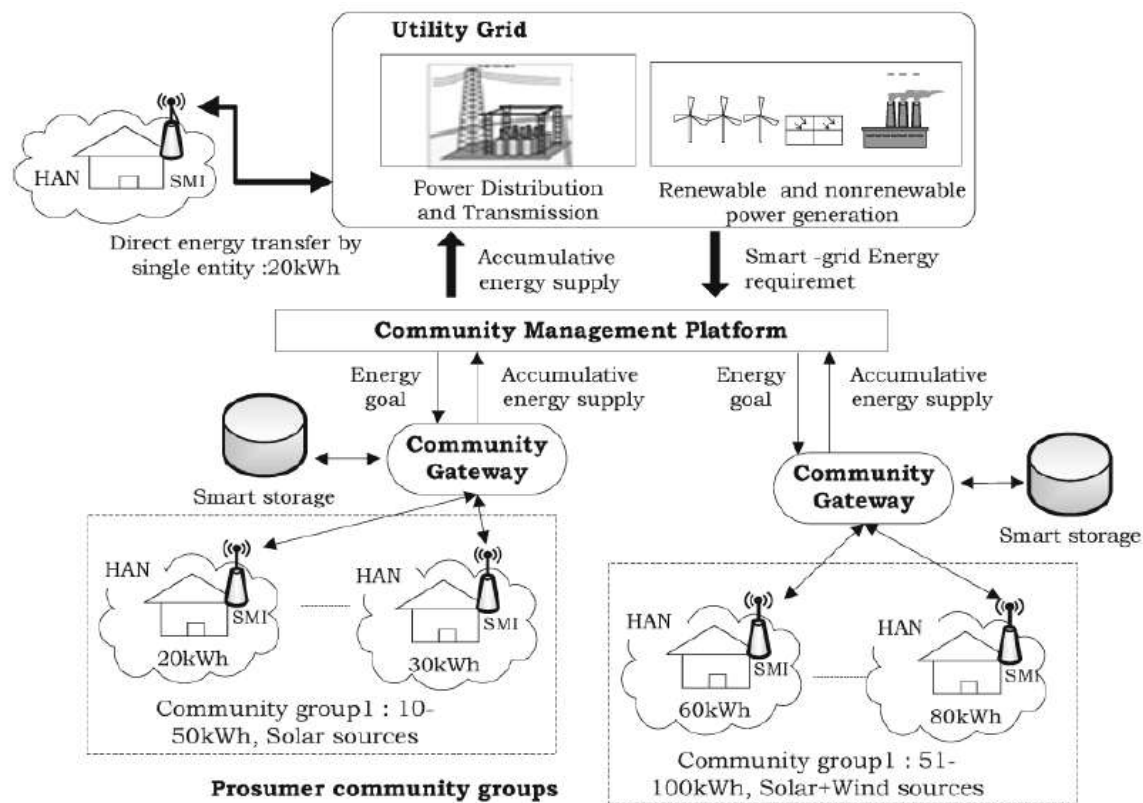 Utility Grid
HAN
SMI
Power Distribution
and Transmission
Renewable and nonrenewable
power generation
Direct energy transfer by
single entity :20kWh
Accumulative
energy supply
Smart -grid Energy
requiremet
Community Management Platform
Energy
goal
Accumulative
energy supply
Energy
goal
Accumulative
energy supply
Community
Gateway
Smart storage
Community
Gateway
Smart storage
HAN
SMI
20kWh
HAN
SMI
30kWh
Community group1 : 10-
50kWh, Solar sources
HAN
SMI
60kWh
HAN
SMI
80kWh
Community group1 : 51-
100kWh, Solar+Wind sources
Prosumer community groups